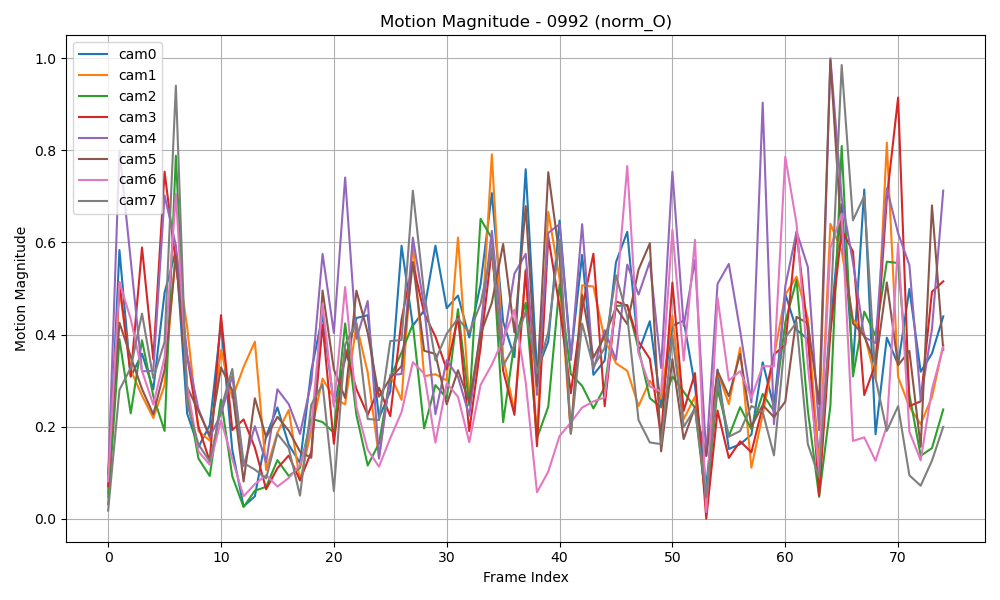 Motion Magnitude - 0992 (norm_O)
cam0
cam1
cam2
cam3
cam4
cam5
cam6
cam7
Motion Magnitude
1.0
0.8
0.6
0.4
0.2
0.0
0 10 20 30 40 50 60 70
Frame Index